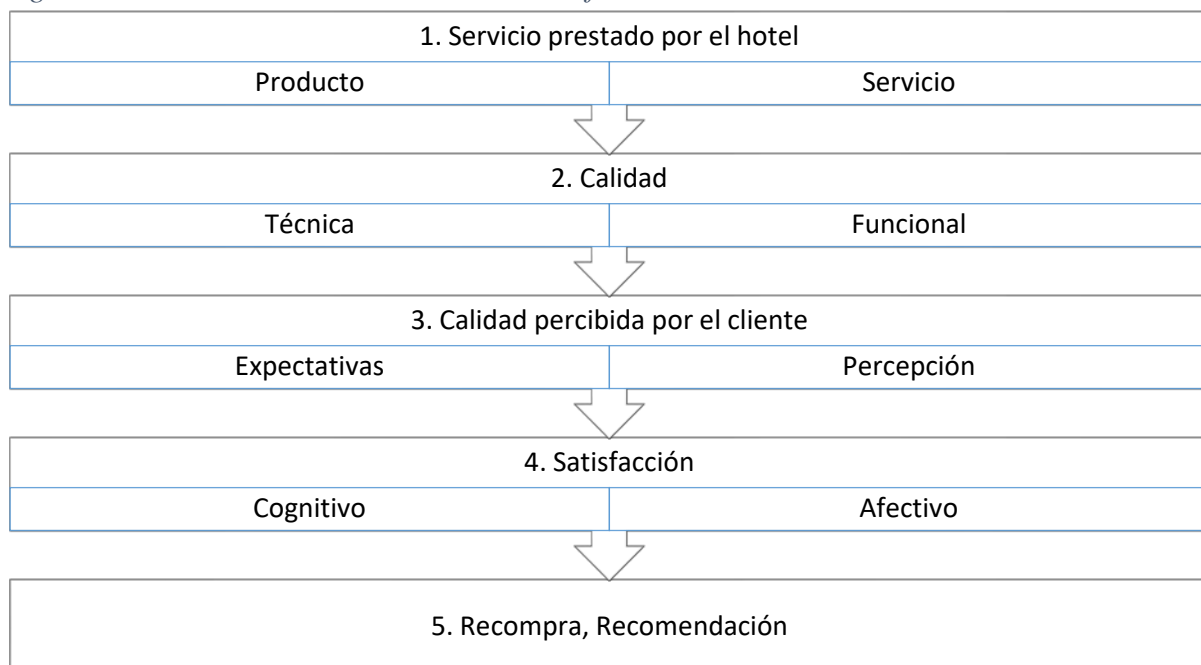 1. Servicio prestado por el hotel
Producto Servicio
2. Calidad
Técnica Funcional
3. Calidad percibida por el cliente
Expectativas Percepción
4. Satisfacción
Cognitivo Afectivo
5. Recompra, Recomendación